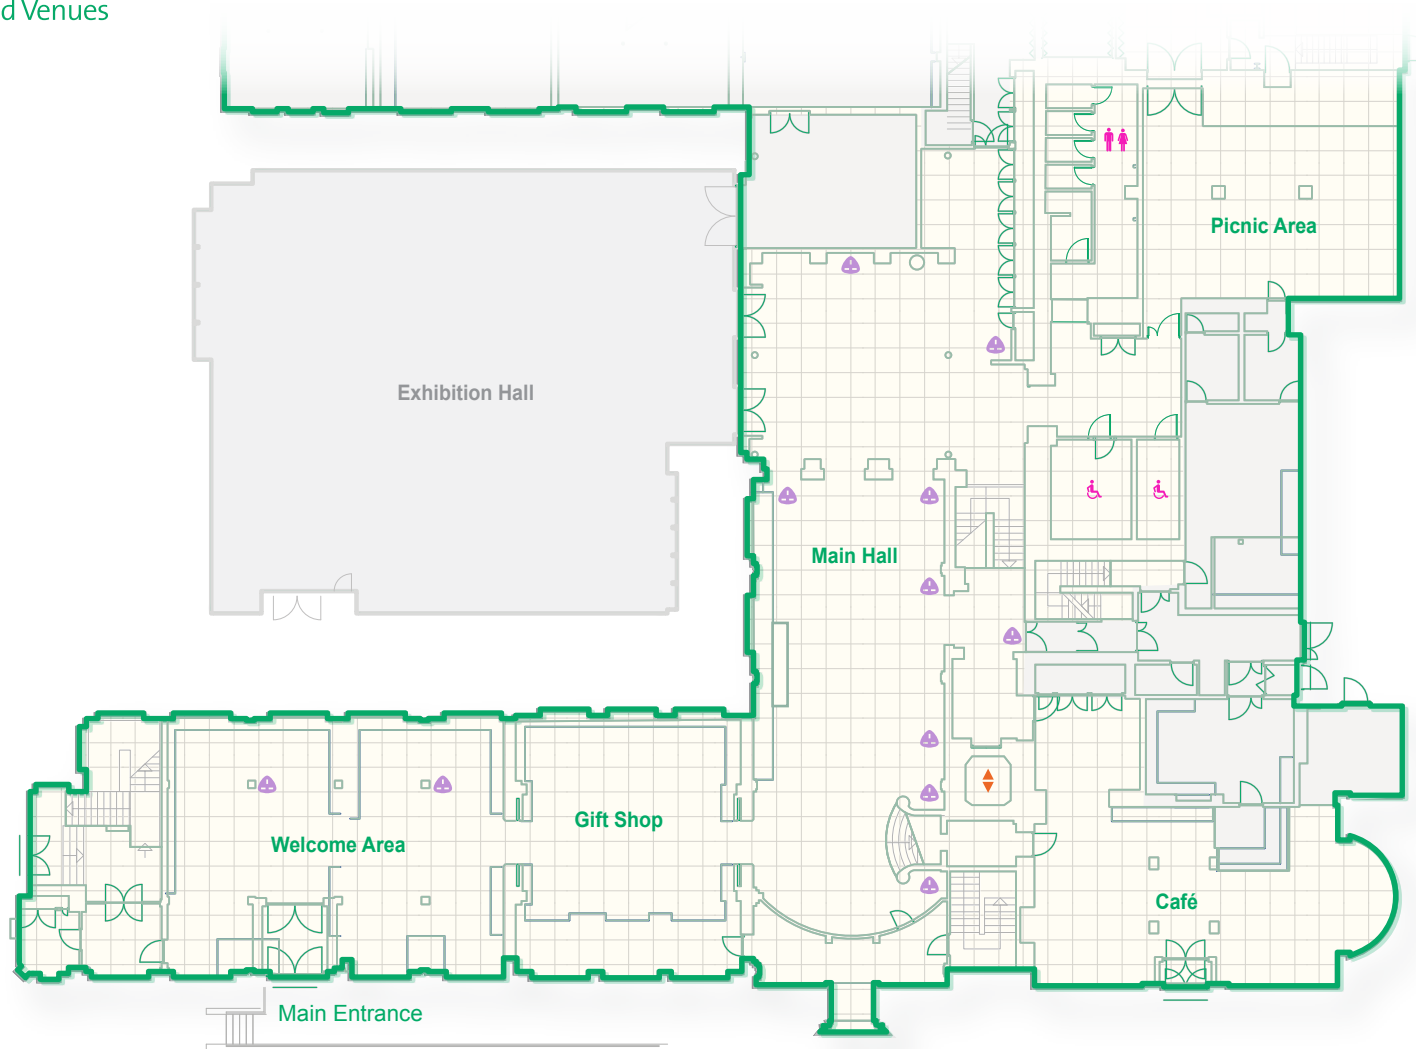 d Venues
Picnic Area
Exhibition Hall
Main Hall
Gift Shop
Welcome Area
Café
Main Entrance